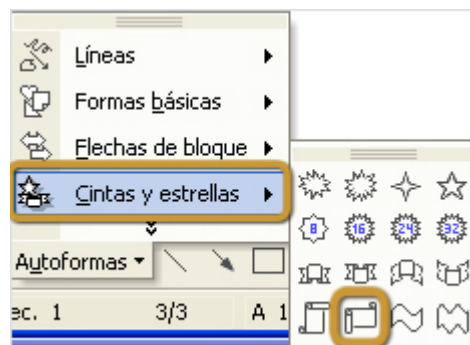 Líneas
Formas básicas
Flechas de bloque
Cintas y estrellas
8 16 24 32
Autoformas
ec. 1 3/3 A 1